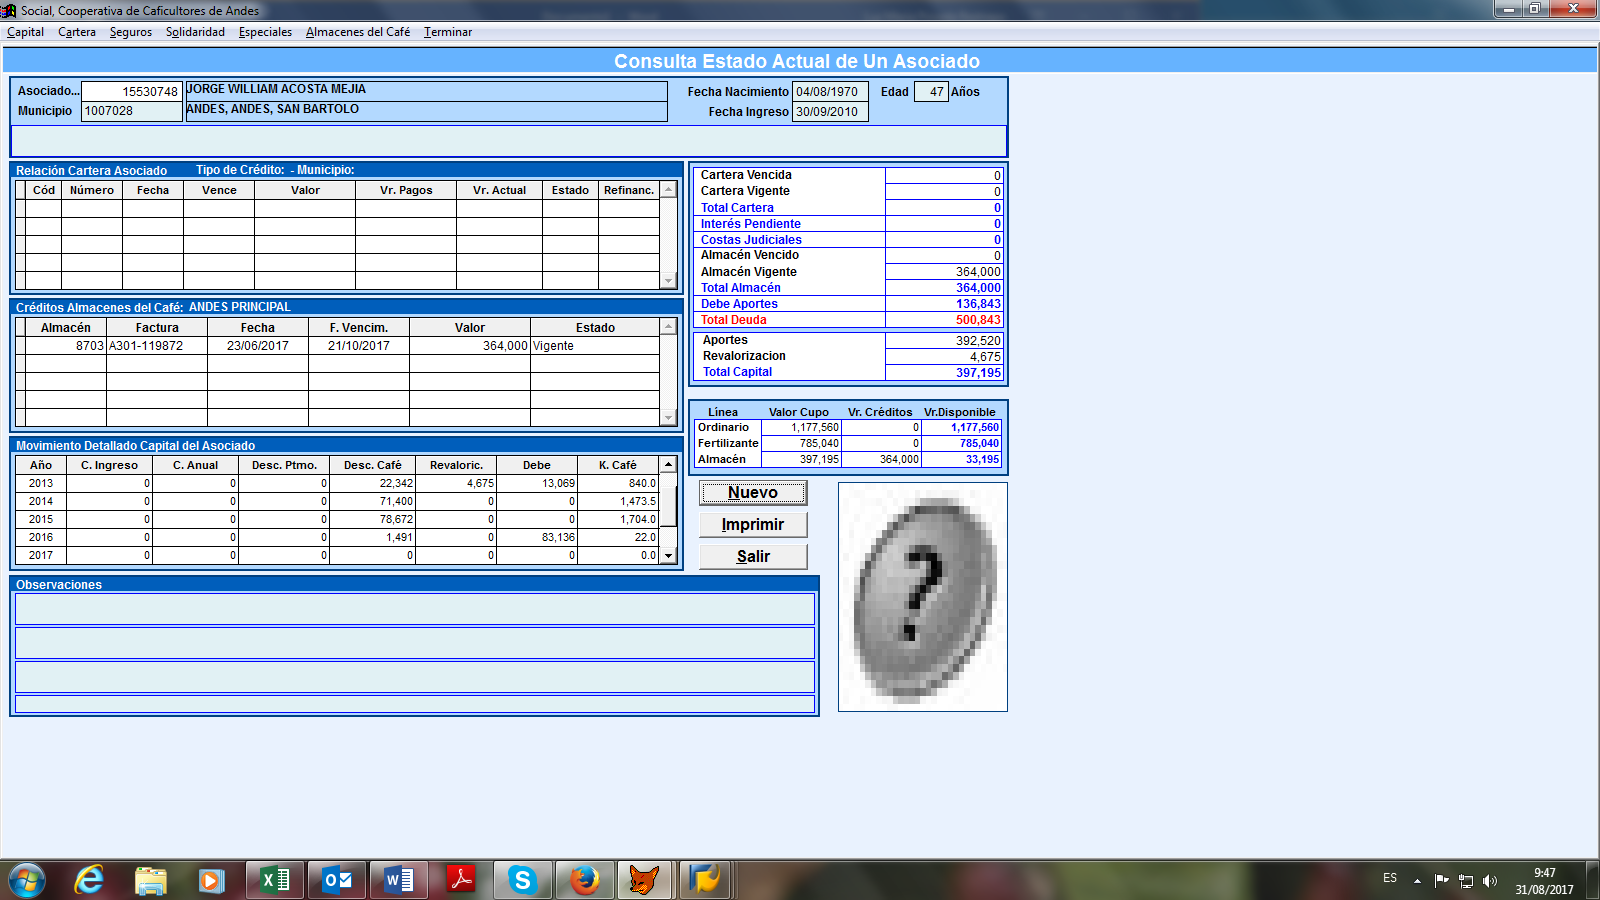 Social, Cooperativa de Caficultores de Andes
Capital Cartera Seguros Solidaridad Especiales Almacenes del Café Terminar
Consulta Estado Actual de Un Asociado
Asociado... 15530748 JORGE WILLIAM ACOSTA MEJIA Fecha Nacimiento 04/08/1970 Edad 47 Años
Municipio 1007028 ANDES, ANDES, SAN BARTOLO Fecha Ingreso 30/09/2010
Relación Cartera Asociado Tipo de Crédito: - Municipio:
Cód Número Fecha Vence Valor Vr. Pagos Vr. Actual Estado Refinanc.
Cartera Vencida 0
Cartera Vigente 0
Total Cartera 0
Interés Pendiente 0
Costas Judiciales 0
Almacén Vencido 0
Almacén Vigente 364,000
Total Almacén 364,000
Debe Aportes 136,843
Total Deuda 500,843
Aportes 392,520
Revalorizacion 4,675
Total Capital 397,195
Créditos Almacenes del Café: ANDES PRINCIPAL
Almacén Factura Fecha F. Vencim. Valor Estado
8703 A301-119872 23/06/2017 21/10/2017 364,000 Vigente
Línea Valor Cupo Vr. Créditos Vr.Disponible
Ordinario 1,177,560 0 1,177,560
Fertilizante 785,040 0 785,040
Almacén 397,195 364,000 33,195
Movimiento Detallado Capital del Asociado
Año C. Ingreso C. Anual Desc. Ptmo. Desc. Café Revaloric. Debe K. Café
2013 0 0 0 22,342 4,675 13,069 840.0
2014 0 0 0 71,400 0 0 1,473.5
2015 0 0 0 78,672 0 0 1,704.0
2016 0 0 0 1,491 0 83,136 22.0
2017 0 0 0 0 0 0 0.0
Nuevo
Imprimir
Salir
Observaciones
?
ES
9:47
31/08/2017